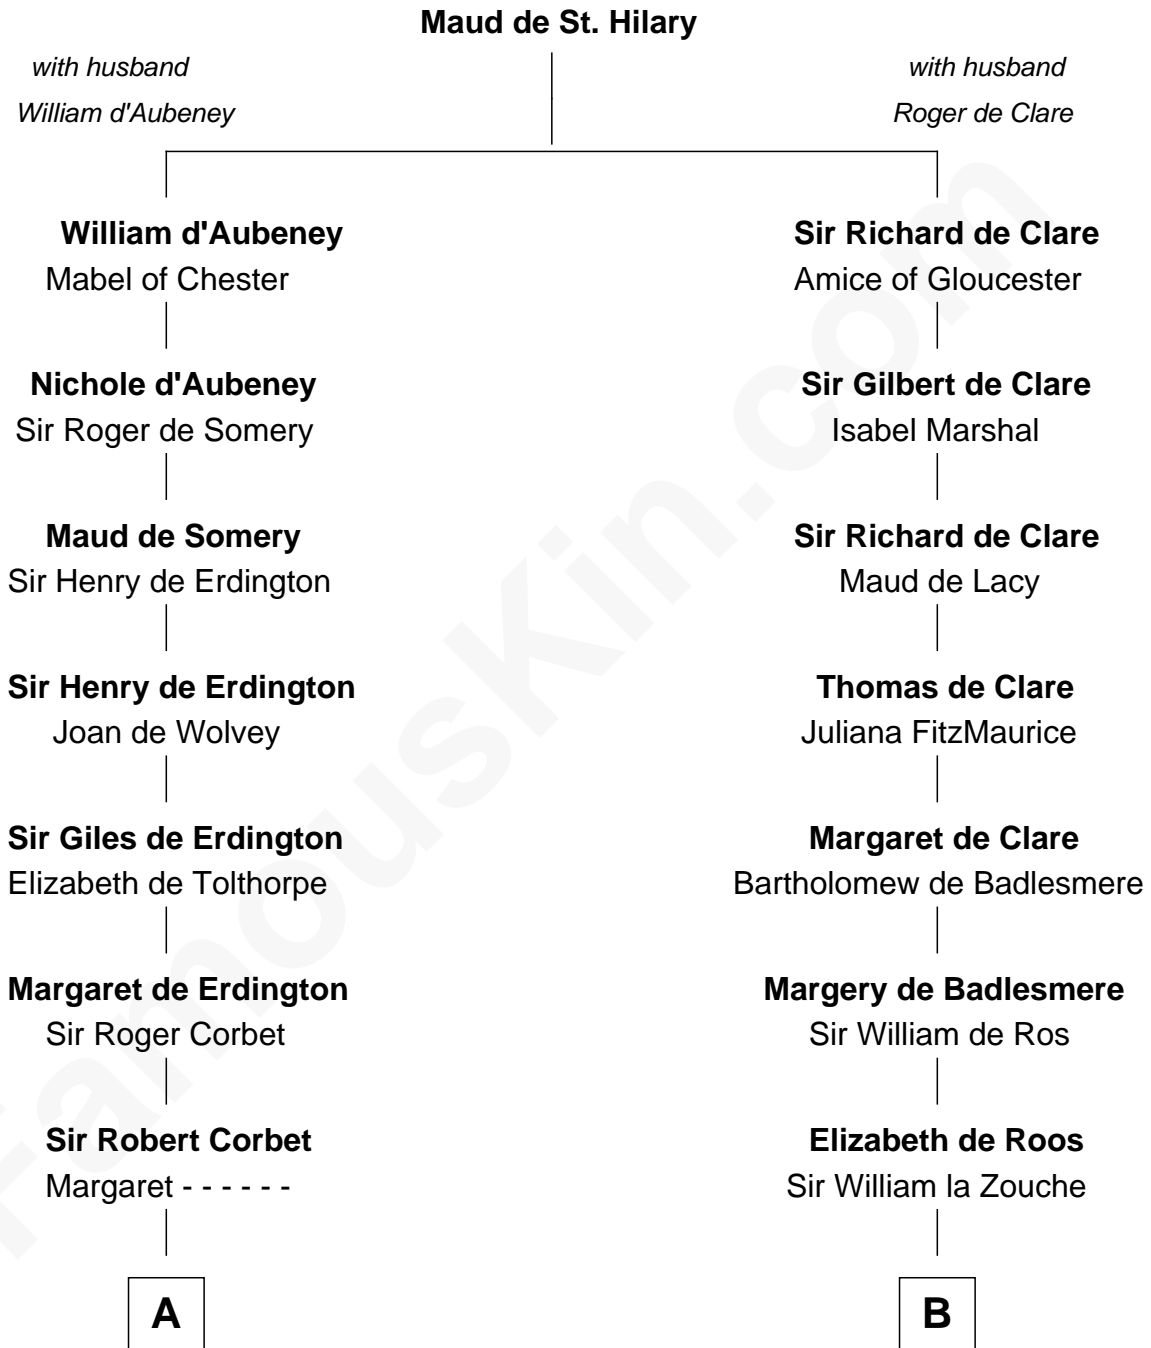 Maud de St. Hilary
with husband
William d'Aubeney
with husband
Roger de Clare
William d'Aubeney
Mabel of Chester
Sir Richard de Clare
Amice of Gloucester
Nichole d'Aubeney
Sir Roger de Somery
Sir Gilbert de Clare
Isabel Marshal
Maud de Somery
Sir Henry de Erdington
Sir Richard de Clare
Maud de Lacy
Sir Henry de Erdington
Joan de Wolvey
Thomas de Clare
Juliana FitzMaurice
Sir Giles de Erdington
Elizabeth de Tolthorpe
Margaret de Clare
Bartholomew de Badlesmere
Margaret de Erdington
Sir Roger Corbet
Margery de Badlesmere
Sir William de Ros
Sir Robert Corbet
Margaret - - - - - -
Elizabeth de Roos
Sir William la Zouche
A
B
FamousKin.com